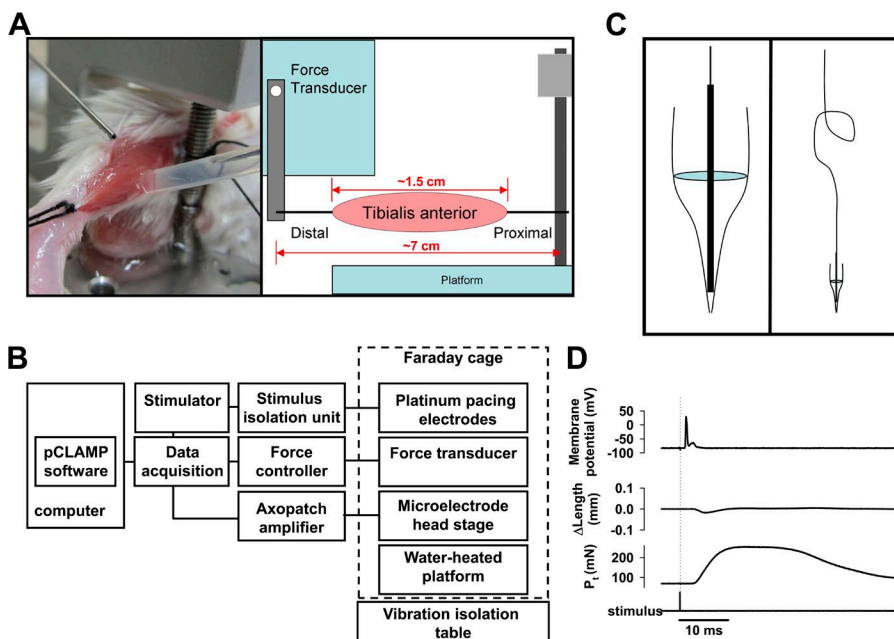 A
Force
Transducer
~1.5 cm
Tibialis anterior
Distal
Proximal
~7 cm
Platform
B
Faraday cage
Stimulator
Stimulus
isolation unit
Platinum pacing
electrodes
pCLAMP
software
Data
acquisition
Force
controller
Force transducer
computer
Axopatch
amplifier
Microelectrode
head stage
Water-heated
platform
Vibration isolation
table
C
D
Membrane
potential (mV)
50
0
-50
-100
ΔLength
(mm)
0.1
0.0
-0.1
Pt (mN)
200
100
stimulus
10 ms